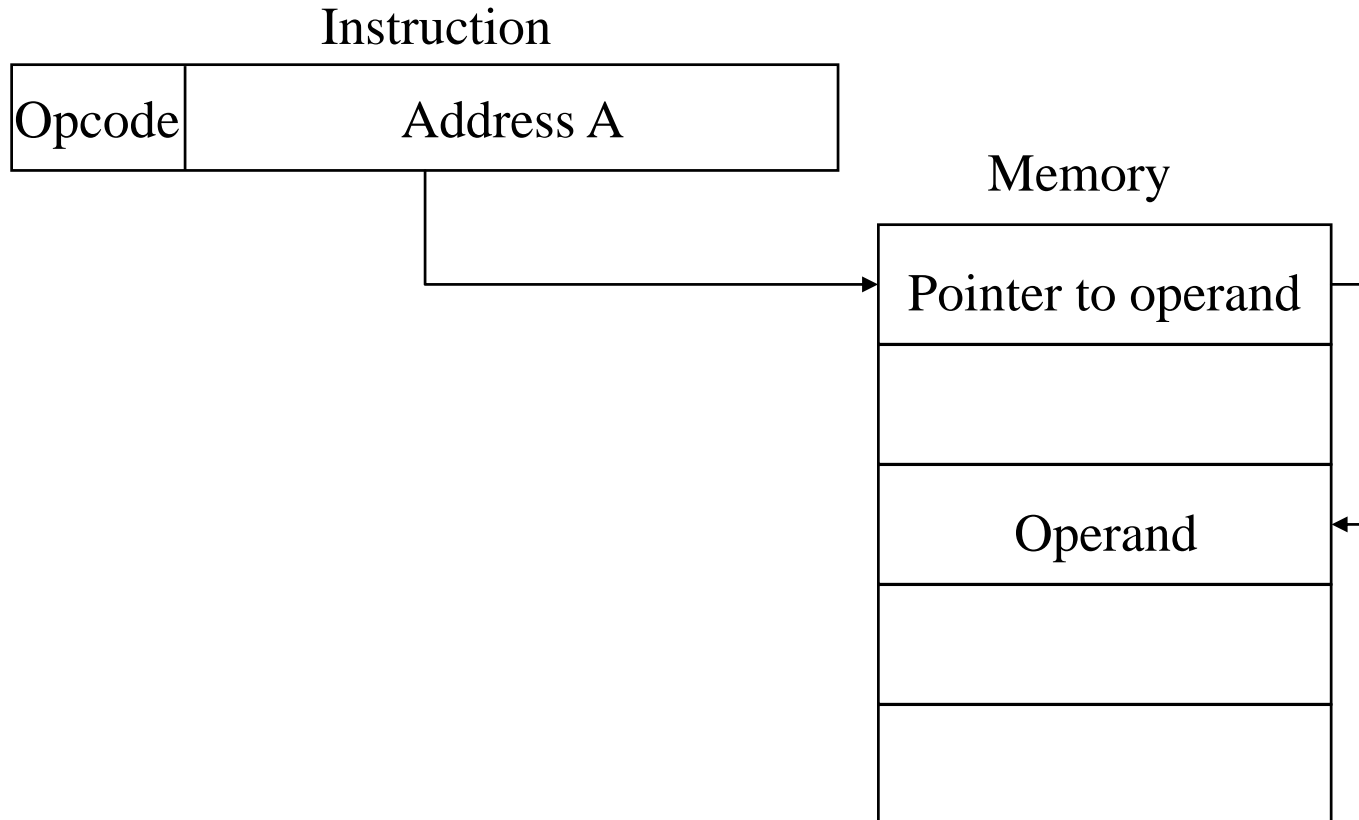 Instruction
Opcode Address A
Memory
Pointer to operand
Operand